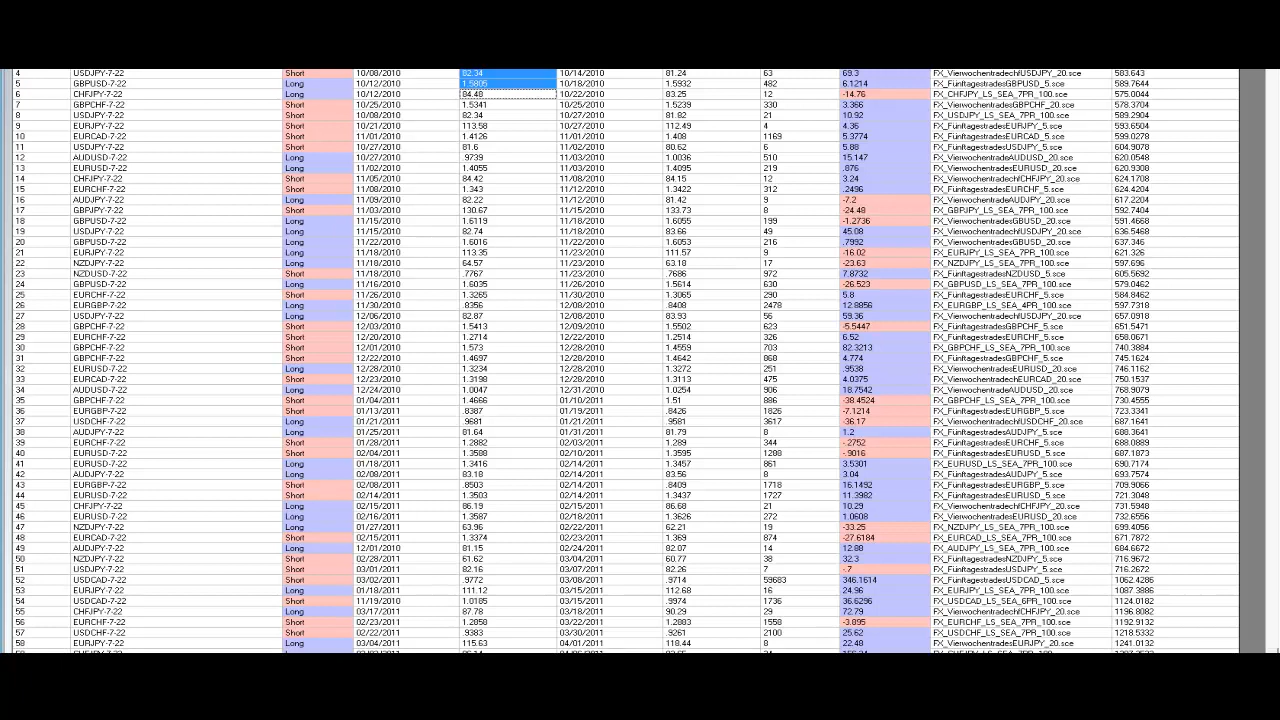 4 USDJPY-7-22 Short 10/08/2010 82.34 10/14/2010 81.24 63 69.3 FX_VierwochentradechfUSDJPY_20.sce 583.643
5 GBPUSD-7-22 Long 10/12/2010 1.5805 10/18/2010 1.5932 482 6.1214 FX_FünftagestradesGBPUSD_5.sce 589.7644
6 CHFJPY-7-22 Long 10/12/2010 84.48 10/22/2010 83.25 12 -14.76 FX_CHFJPY_LS_SEA_7PR_100.sce 575.0044
7 GBPCHF-7-22 Short 10/25/2010 1.5341 10/25/2010 1.5239 330 3.366 FX_VierwochentradesGBPCHF_20.sce 578.3704
8 USDJPY-7-22 Short 10/08/2010 82.34 10/27/2010 81.82 21 10.92 FX_USDJPY_LS_SEA_7PR_100.sce 589.2904
9 EURJPY-7-22 Short 10/21/2010 113.58 10/27/2010 112.49 4 4.36 FX_FünftagestradesEURJPY_5.sce 593.6504
10 EURCAD-7-22 Short 11/01/2010 1.4126 11/01/2010 1.408 1169 5.3774 FX_FünftagestradesEURCAD_5.sce 599.0278
11 USDJPY-7-22 Short 10/27/2010 81.6 11/02/2010 80.62 6 5.88 FX_FünftagestradesUSDJPY_5.sce 604.9078
12 AUDUSD-7-22 Long 10/27/2010 .9739 11/03/2010 1.0036 510 15.147 FX_VierwochentradeAUDUSD_20.sce 620.0548
13 EURUSD-7-22 Long 10/27/2010 1.4055 11/03/2010 1.4095 219 .876 FX_VierwochentradesEURUSD_20.sce 620.9308
14 CHFJPY-7-22 Short 11/05/2010 84.42 11/08/2010 84.15 12 3.24 FX_VierwochentradechfCHFJPY_20.sce 624.1708
15 EURCHF-7-22 Short 11/08/2010 1.343 11/12/2010 1.3422 312 .2496 FX_FünftagestradesEURCHF_5.sce 624.4204
16 AUDJPY-7-22 Long 11/09/2010 82.22 11/12/2010 81.42 9 -7.2 FX_VierwochentradeAUDJPY_20.sce 617.2204
17 GBPJPY-7-22 Short 11/03/2010 130.67 11/15/2010 133.73 8 -24.48 FX_GBPJPY_LS_SEA_7PR_100.sce 592.7404
18 GBPUSD-7-22 Long 11/15/2010 1.6119 11/15/2010 1.6055 199 -1.2736 FX_VierwochentradesGBUSD_20.sce 591.4668
19 USDJPY-7-22 Long 11/15/2010 82.74 11/18/2010 83.66 49 45.08 FX_VierwochentradechfUSDJPY_20.sce 636.5468
20 GBPUSD-7-22 Long 11/22/2010 1.6016 11/22/2010 1.6053 216 .7992 FX_VierwochentradesGBUSD_20.sce 637.346
21 EURJPY-7-22 Long 11/18/2010 113.35 11/23/2010 111.57 9 -16.02 FX_EURJPY_LS_SEA_7PR_100.sce 621.326
22 NZDJPY-7-22 Long 11/18/2010 64.57 11/23/2010 63.18 17 -23.63 FX_NZDJPY_LS_SEA_7PR_100.sce 597.696
23 NZDUSD-7-22 Short 11/18/2010 .7767 11/23/2010 .7686 972 7.8732 FX_FünftagestradesNZDUSD_5.sce 605.5692
24 GBPUSD-7-22 Long 11/16/2010 1.6035 11/26/2010 1.5614 630 -26.523 FX_GBPUSD_LS_SEA_7PR_100.sce 579.0462
25 EURCHF-7-22 Short 11/26/2010 1.3265 11/30/2010 1.3065 290 5.8 FX_FünftagestradesEURCHF_5.sce 584.8462
26 EURGBP-7-22 Long 11/30/2010 .8356 12/08/2010 .8408 2478 12.8856 FX_EURGBP_LS_SEA_4PR_100.sce 597.7318
27 USDJPY-7-22 Long 12/06/2010 82.87 12/08/2010 83.93 56 59.36 FX_VierwochentradechfUSDJPY_20.sce 657.0918
28 GBPCHF-7-22 Short 12/03/2010 1.5413 12/09/2010 1.5502 623 -5.5447 FX_FünftagestradesGBPCHF_5.sce 651.5471
29 EURCHF-7-22 Short 12/20/2010 1.2714 12/22/2010 1.2514 326 6.52 FX_FünftagestradesEURCHF_5.sce 658.0671
30 GBPCHF-7-22 Short 12/01/2010 1.573 12/28/2010 1.4559 703 82.3213 FX_GBPCHF_LS_SEA_7PR_100.sce 740.3884
31 GBPCHF-7-22 Short 12/22/2010 1.4697 12/28/2010 1.4642 868 4.774 FX_FünftagestradesGBPCHF_5.sce 745.1624
32 EURUSD-7-22 Long 12/28/2010 1.3234 12/28/2010 1.3272 251 .9538 FX_VierwochentradesEURUSD_20.sce 746.1162
33 EURCAD-7-22 Short 12/23/2010 1.3198 12/28/2010 1.3113 475 4.0375 FX_VierwochentradechEURCAD_20.sce 750.1537
34 AUDUSD-7-22 Long 12/24/2010 1.0047 12/31/2010 1.0254 906 18.7542 FX_VierwochentradeAUDUSD_20.sce 768.9079
35 GBPCHF-7-22 Short 01/04/2011 1.4666 01/10/2011 1.51 886 -38.4524 FX_GBPCHF_LS_SEA_7PR_100.sce 730.4555
36 EURGBP-7-22 Short 01/13/2011 .8387 01/19/2011 .8426 1826 -7.1214 FX_FünftagestradesEURGBP_5.sce 723.3341
37 USDCHF-7-22 Long 01/21/2011 .9681 01/21/2011 .9581 3617 -36.17 FX_VierwochentradechfUSDCHF_20.sce 687.1641
38 AUDJPY-7-22 Long 01/25/2011 81.64 01/31/2011 81.79 8 1.2 FX_FünftagestradesAUDJPY_5.sce 688.3641
39 EURCHF-7-22 Short 01/28/2011 1.2882 02/03/2011 1.289 344 -.2752 FX_FünftagestradesEURCHF_5.sce 688.0889
40 EURUSD-7-22 Short 02/04/2011 1.3588 02/10/2011 1.3595 1288 -.9016 FX_FünftagestradesEURUSD_5.sce 687.1873
41 EURUSD-7-22 Long 01/18/2011 1.3416 02/14/2011 1.3457 861 3.5301 FX_EURUSD_LS_SEA_7PR_100.sce 690.7174
42 AUDJPY-7-22 Long 02/08/2011 83.18 02/14/2011 83.56 8 3.04 FX_FünftagestradesAUDJPY_5.sce 693.7574
43 EURGBP-7-22 Short 02/08/2011 .8503 02/14/2011 .8409 1718 16.1492 FX_FünftagestradesEURGBP_5.sce 709.9066
44 EURUSD-7-22 Short 02/14/2011 1.3503 02/14/2011 1.3437 1727 11.3982 FX_FünftagestradesEURUSD_5.sce 721.3048
45 CHFJPY-7-22 Long 02/15/2011 86.19 02/16/2011 86.68 21 10.29 FX_VierwochentradechfCHFJPY_20.sce 731.5948
46 EURUSD-7-22 Long 02/16/2011 1.3587 02/18/2011 1.3626 272 1.0608 FX_VierwochentradesEURUSD_20.sce 732.6556
47 NZDJPY-7-22 Long 01/27/2011 63.96 02/22/2011 62.21 19 -33.25 FX_NZDJPY_LS_SEA_7PR_100.sce 699.4056
48 EURCAD-7-22 Short 02/15/2011 1.3374 02/23/2011 1.369 874 -27.6184 FX_EURCAD_LS_SEA_7PR_100.sce 671.7872
49 AUDJPY-7-22 Long 12/01/2010 81.15 02/24/2011 82.07 14 12.88 FX_AUDJPY_LS_SEA_7PR_100.sce 684.6672
50 NZDJPY-7-22 Short 02/28/2011 61.62 03/04/2011 60.77 38 32.3 FX_FünftagestradesNZDJPY_5.sce 716.9672
51 USDJPY-7-22 Short 03/01/2011 82.16 03/07/2011 82.26 7 -.7 FX_FünftagestradesUSDJPY_5.sce 716.2672
52 USDCAD-7-22 Short 03/02/2011 .9772 03/08/2011 .9714 59683 346.1614 FX_FünftagestradesUSDCAD_5.sce 1062.4286
53 EURJPY-7-22 Long 01/18/2011 111.12 03/15/2011 112.68 16 24.96 FX_EURJPY_LS_SEA_7PR_100.sce 1087.3886
54 USDCAD-7-22 Short 11/19/2010 1.0185 03/15/2011 .9974 1736 36.6296 FX_USDCAD_LS_SEA_6PR_100.sce 1124.0182
55 CHFJPY-7-22 Long 03/17/2011 87.78 03/21/2011 90.29 29 72.79 FX_VierwochentradechfCHFJPY_20.sce 1196.8082
56 EURCHF-7-22 Short 03/23/2011 1.2858 03/25/2011 1.2883 1558 -3.895 FX_FünftagestradesEURCHF_5.sce 1192.9132
57 USDCHF-7-22 Short 02/22/2011 .9383 03/30/2011 .9261 2100 25.62 FX_USDCHF_LS_SEA_7PR_100.sce 1218.5332
58 EURJPY-7-22 Long 03/04/2011 115.63 04/01/2011 118.44 8 22.48 FX_VierwochentradesEURJPY_20.sce 1241.0132